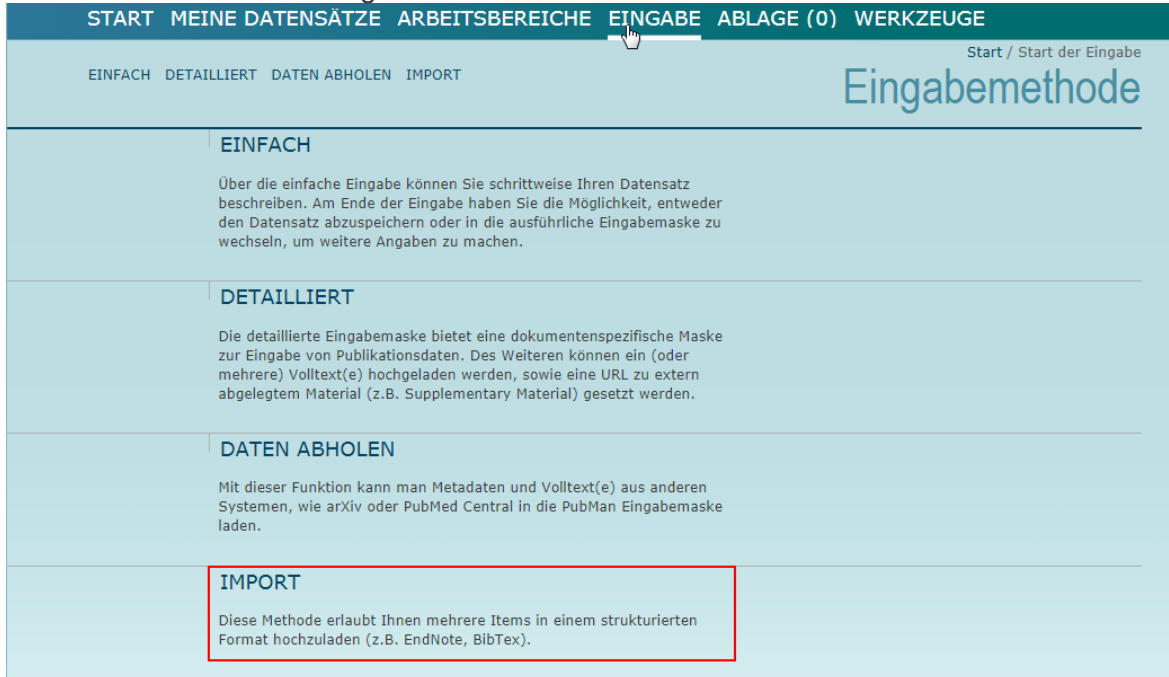 START MEINE DATENSÄTZE ARBEITSBEREICHE EINGABE ABLAGE (0) WERKZEUGE
Start / Start der Eingabe
EINFACH DETAILLIERT DATEN ABHOLEN IMPORT
Eingabemethode
EINFACH
Über die einfache Eingabe können Sie schrittweise Ihren Datensatz
beschreiben. Am Ende der Eingabe haben Sie die Möglichkeit, entweder
den Datensatz abzuspeichern oder in die ausführliche Eingabemaske zu
wechseln, um weitere Angaben zu machen.
DETAILLIERT
Die detaillierte Eingabemaske bietet eine dokumentenspezifische Maske
zur Eingabe von Publikationsdaten. Des Weiteren können ein (oder
mehrere) Volltext(e) hochgeladen werden, sowie eine URL zu extern
abgelegtem Material (z.B. Supplementary Material) gesetzt werden.
DATEN ABHOLEN
Mit dieser Funktion kann man Metadaten und Volltext(e) aus anderen
Systemen, wie arXiv oder PubMed Central in die PubMan Eingabemaske
laden.
IMPORT
Diese Methode erlaubt Ihnen mehrere Items in einem strukturierten
Format hochzuladen (z.B. EndNote, BibTex).